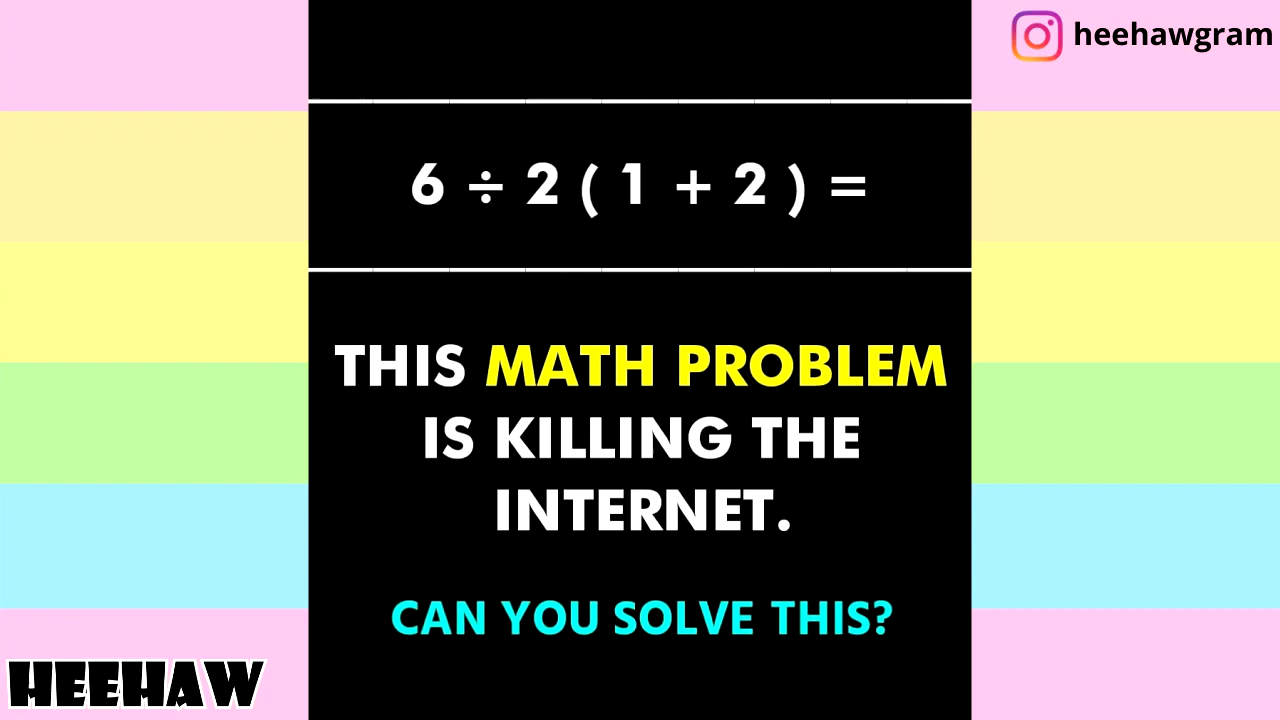 heehawgram
6 ÷ 2 ( 1 + 2 ) =
THIS MATH PROBLEM
IS KILLING THE
INTERNET.
CAN YOU SOLVE THIS?
HEEHAW